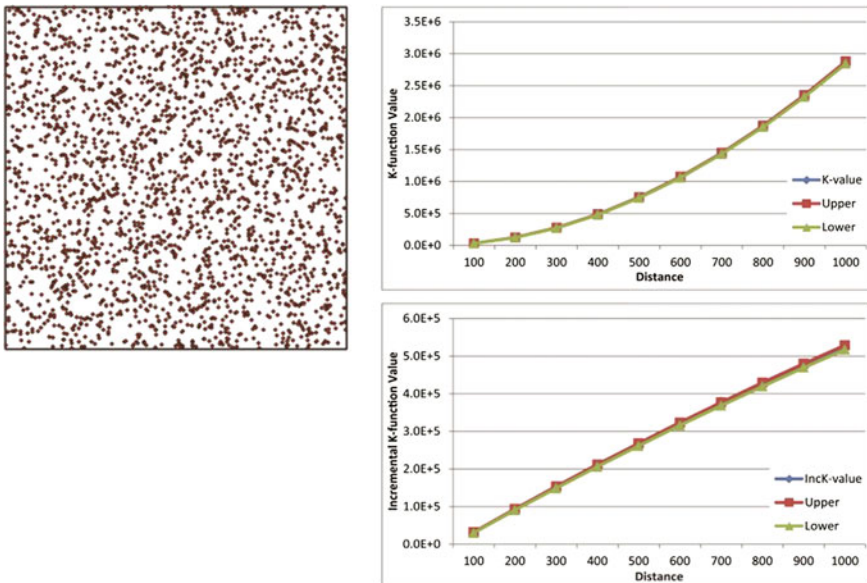 3.5E+6
3.0E+6
2.5E+6
2.0E+6
1.5E+6
1.0E+6
5.0E+5
0.0E+0
K-function Value
K-value
Upper
Lower
100 200 300 400 500 600 700 800 900 1000
Distance
6.0E+5
5.0E+5
4.0E+5
3.0E+5
2.0E+5
1.0E+5
0.0E+0
Incremental K-function Value
IncK-value
Upper
Lower
100 200 300 400 500 600 700 800 900 1000
Distance